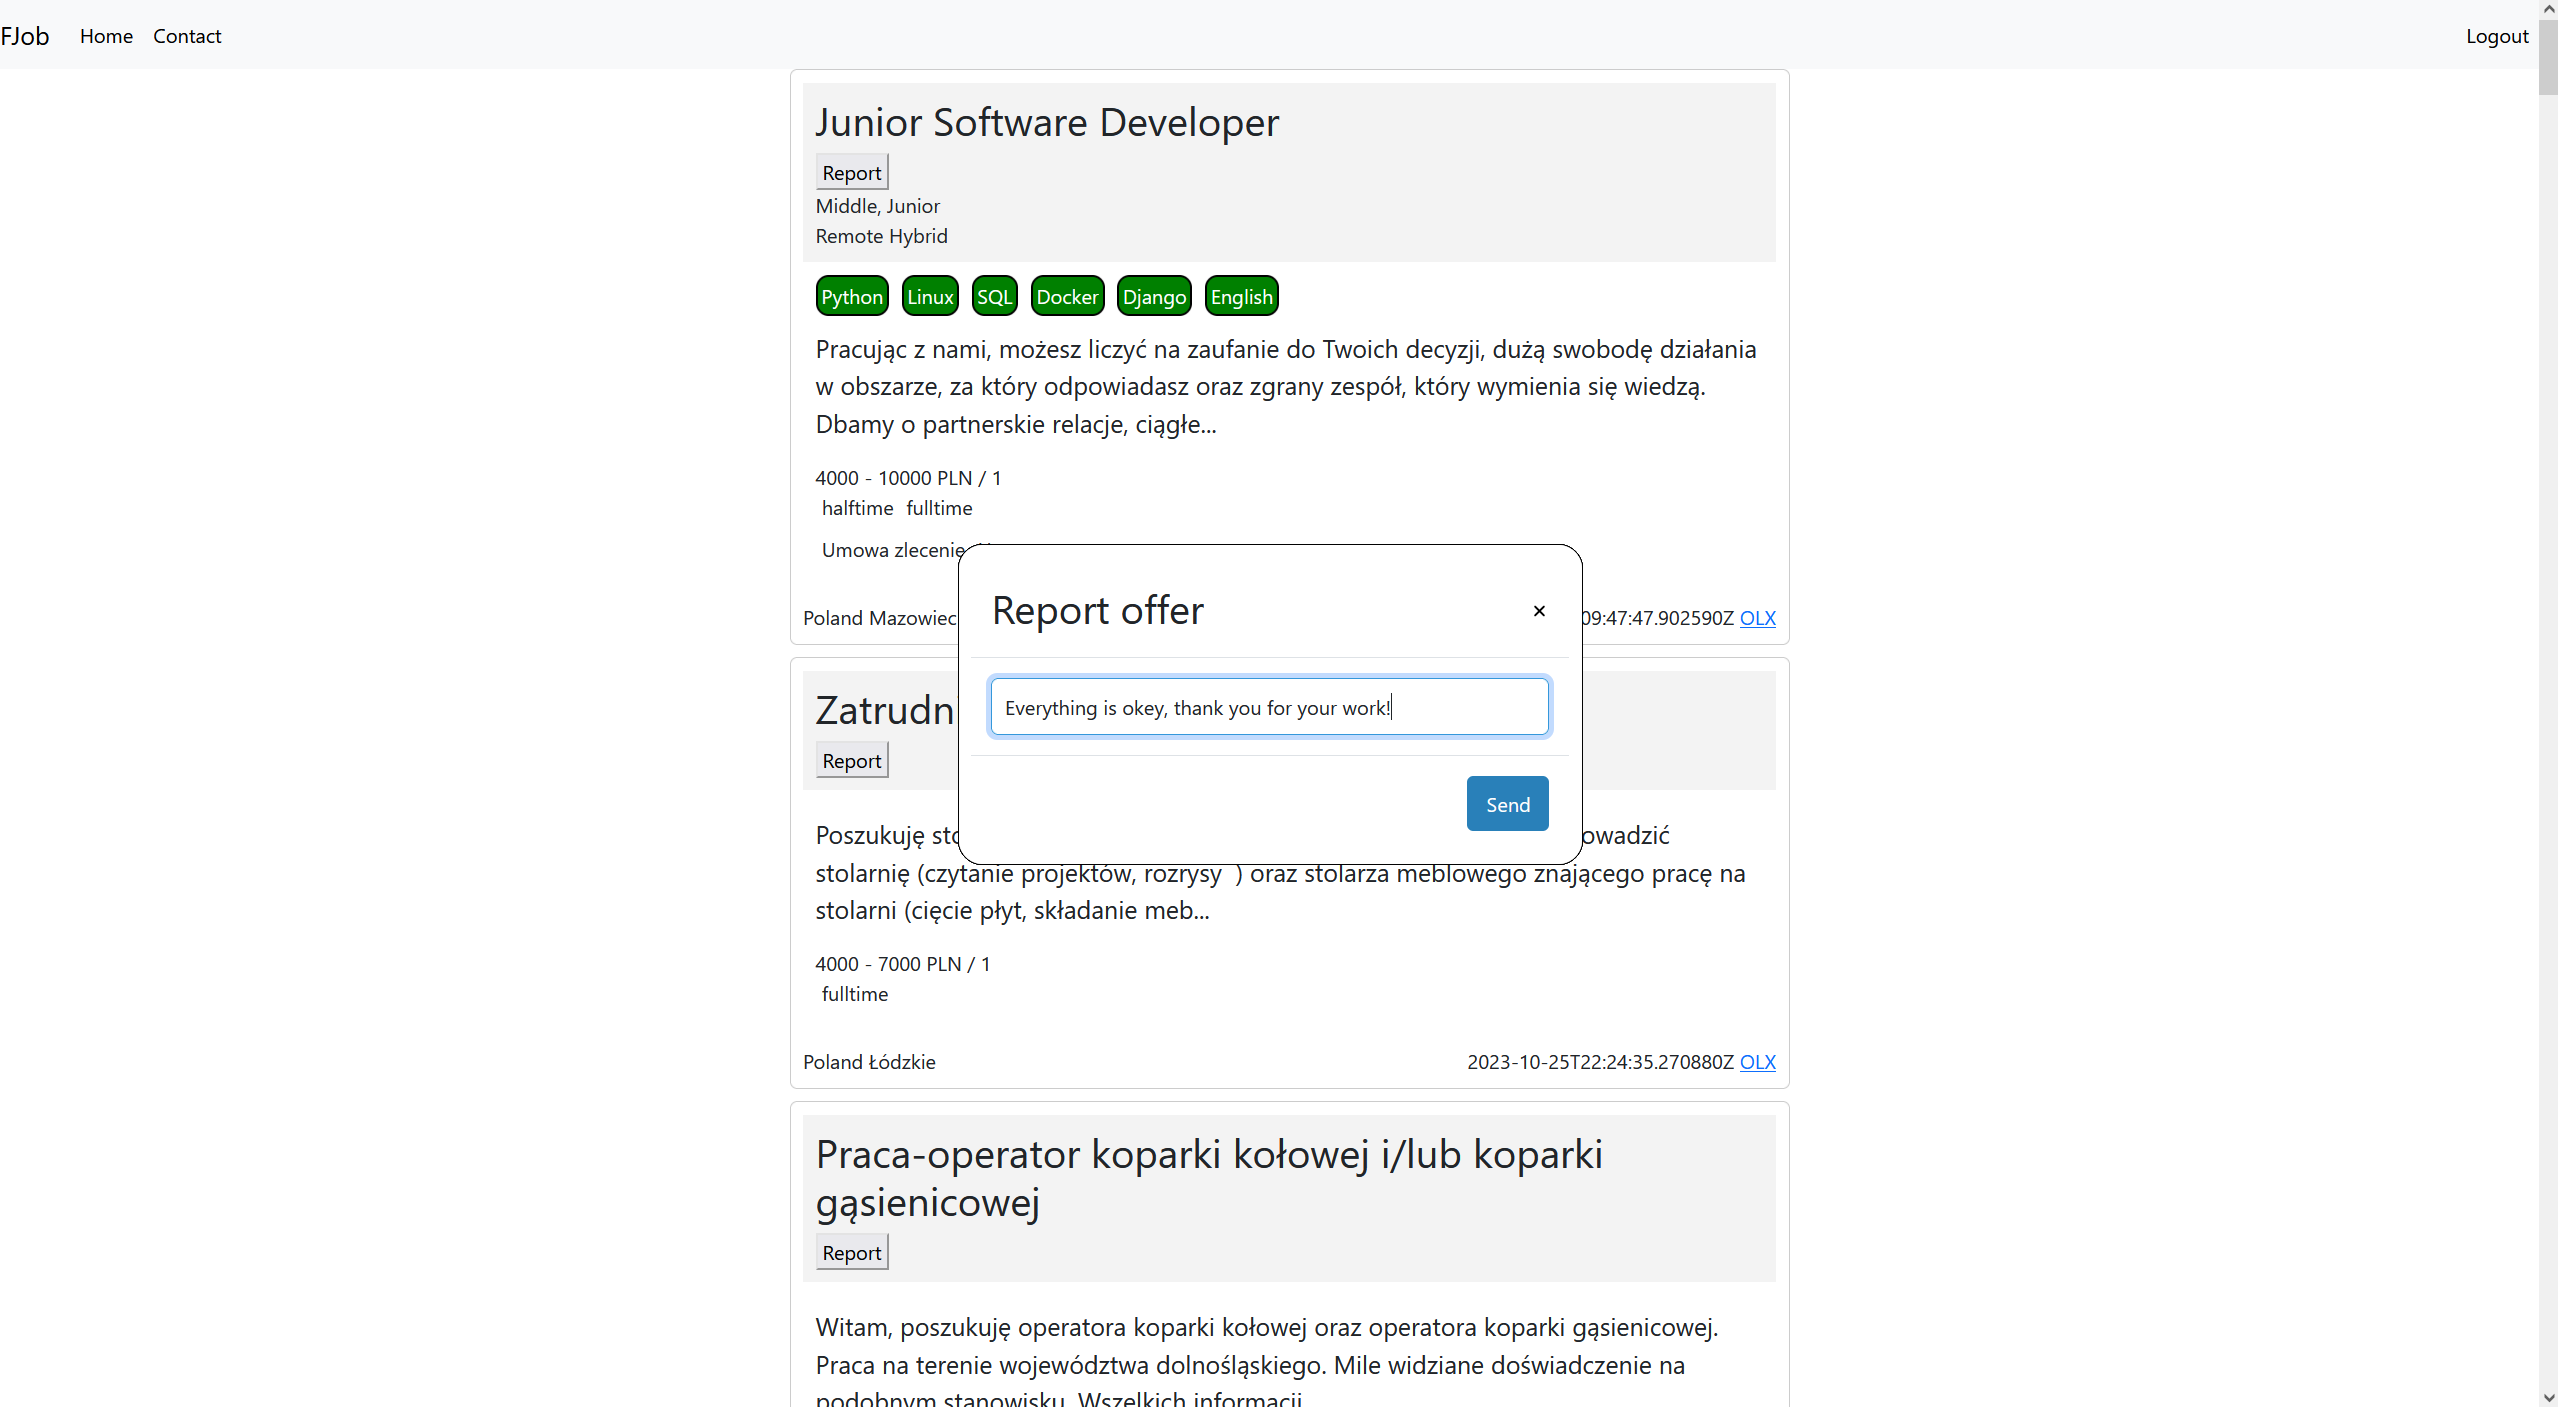 FJob Home Contact Logout
Junior Software Developer
Report
Middle, Junior
Remote Hybrid
Python Linux SQL Docker Django English
Pracując z nami, możesz liczyć na zaufanie do Twoich decyzji, dużą swobodę działania
w obszarze, za który odpowiadasz oraz zgrany zespół, który wymienia się wiedzą.
Dbamy o partnerskie relacje, ciągłe...
4000 - 10000 PLN / 1
halftime fulltime
Umowa zlecenie
Poland Mazowiec 09:47:47.902590Z OLX
Report offer ×
Everything is okey, thank you for your work!
Send
Zatrudn
Report
Poszukuję sto owadzić
stolarnię (czytanie projektów, rozrysy ) oraz stolarza meblowego znającego pracę na
stolarni (cięcie płyt, składanie meb...
4000 - 7000 PLN / 1
fulltime
Poland Łódzkie 2023-10-25T22:24:35.270880Z OLX
Praca-operator koparki kołowej i/lub koparki
gąsienicowej
Report
Witam, poszukuję operatora koparki kołowej oraz operatora koparki gąsienicowej.
Praca na terenie województwa dolnośląskiego. Mile widziane doświadczenie na
podobnym stanowisku. Wszelkich informacji